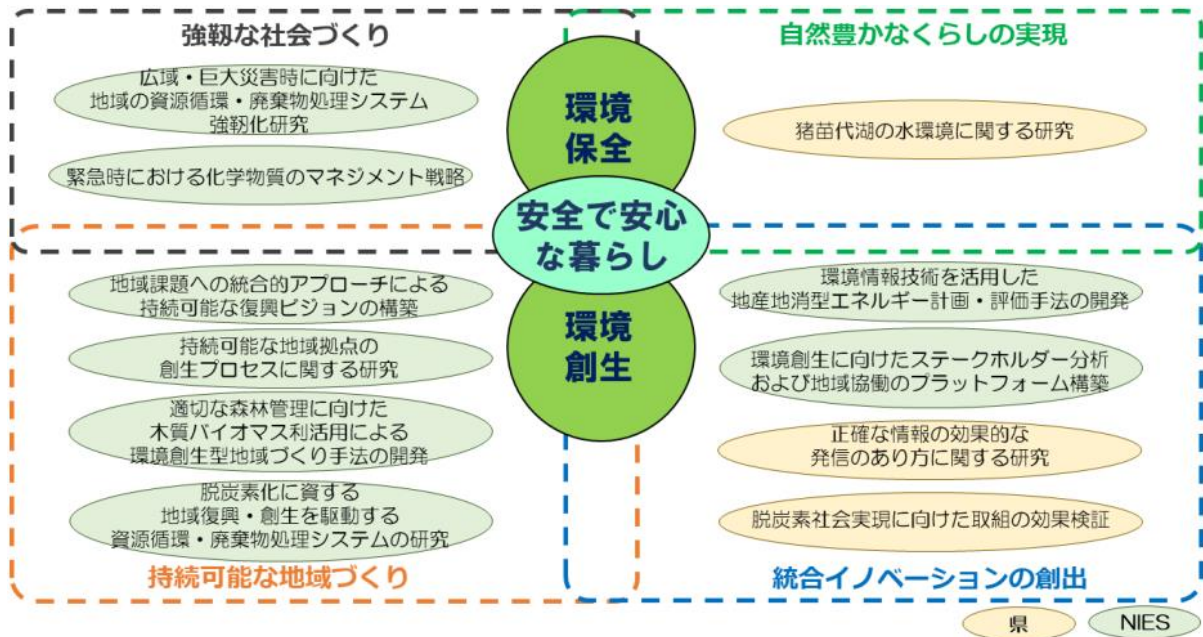 強靱な社会づくり
広域・巨大災害時に向けた
地域の資源循環・廃棄物処理システム
強靱化研究
緊急時における化学物質のマネジメント戦略
環境
保全
自然豊かなくらしの実現
猪苗代湖の水環境に関する研究
安全で安心
な暮らし
地域課題への統合的アプローチによる
持続可能な復興ビジョンの構築
持続可能な地域拠点の
創生プロセスに関する研究
適切な森林管理に向けた
木質バイオマス利活用による
環境創生型地域づくり手法の開発
脱炭素化に資する
地域復興・創生を駆動する
資源循環・廃棄物処理システムの研究
持続可能な地域づくり
環境
創生
環境情報技術を活用した
地産地消型エネルギー計画・評価手法の開発
環境創生に向けたステークホルダー分析
および地域協働のプラットフォーム構築
正確な情報の効果的な
発信のあり方に関する研究
脱炭素社会実現に向けた取組の効果検証
統合イノベーションの創出
県
NIES